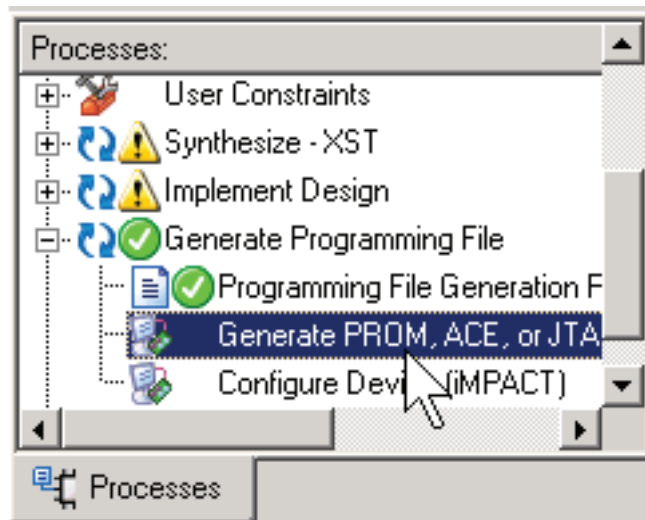 Processes:
User Constraints
Synthesize - XST
Implement Design
Generate Programming File
Programming File Generation F
Generate PROM, ACE, or JTA
Configure Devi (iMPACT)
Processes